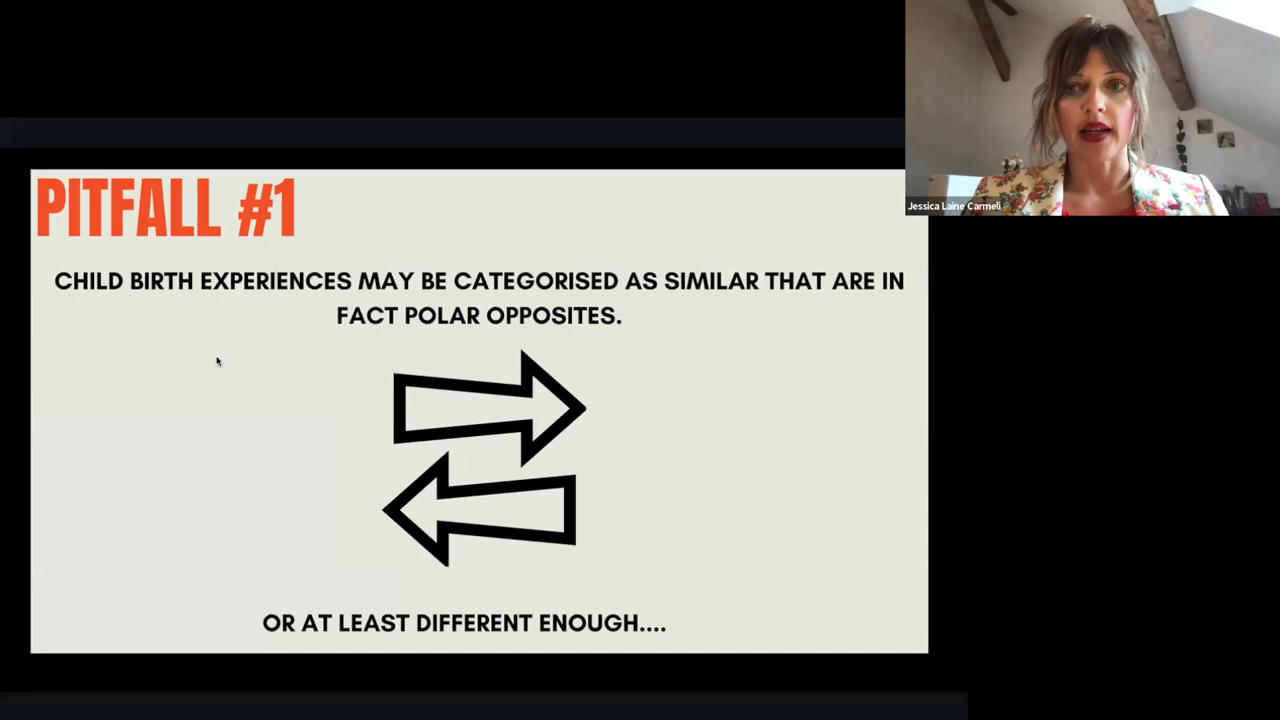 PITFALL #1
CHILD BIRTH EXPERIENCES MAY BE CATEGORISED AS SIMILAR THAT ARE IN
FACT POLAR OPPOSITES.
OR AT LEAST DIFFERENT ENOUGH....
Jessica Laine Carmeli